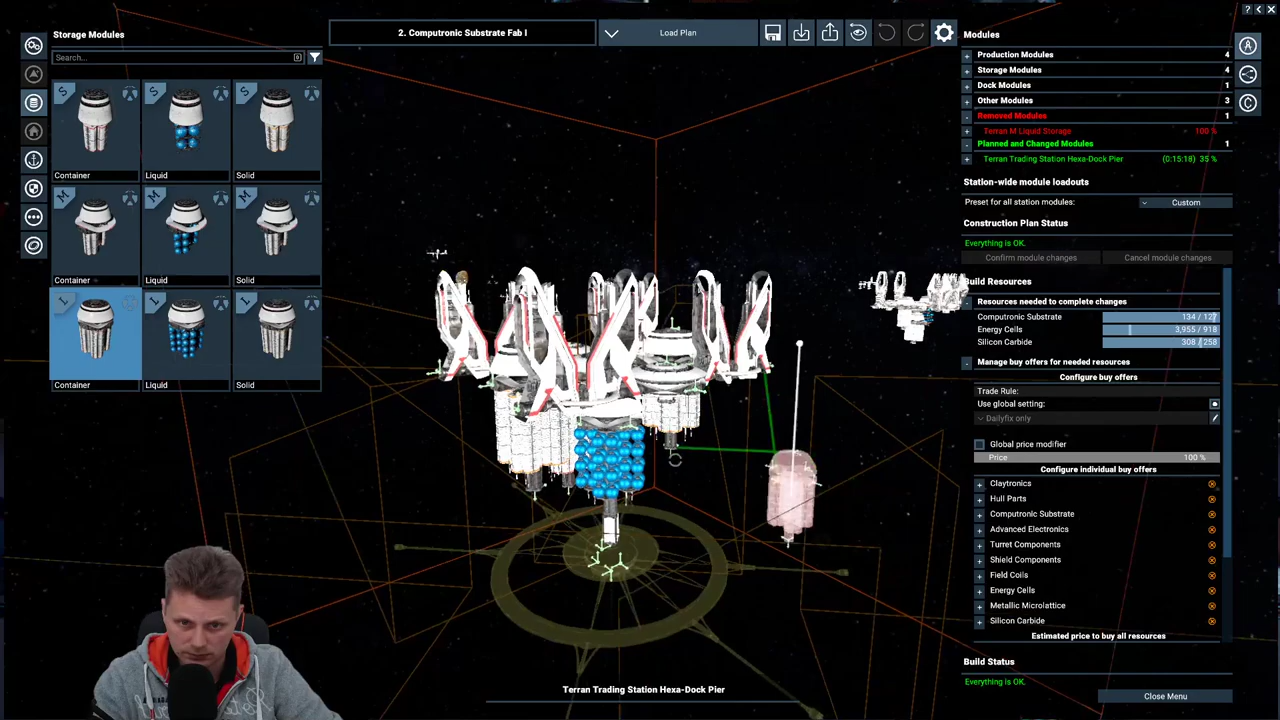 Storage Modules
Search...
S
S
S
Container
Liquid
Solid
M
M
M
Container
Liquid
Solid
L
L
L
Container
Liquid
Solid
2. Computronic Substrate Fab I
Load Plan
Terran Trading Station Hexa-Dock Pier
? < X
Modules
+ Production Modules 4
+ Storage Modules 4
+ Dock Modules 1
+ Other Modules 3
- Removed Modules 1
+ Terran M Liquid Storage 100 %
- Planned and Changed Modules 1
+ Terran Trading Station Hexa-Dock Pier (0:15:18) 35 %
Station-wide module loadouts
Preset for all station modules: Custom
Construction Plan Status
Everything is OK.
Confirm module changes Cancel module changes
Build Resources
- Resources needed to complete changes
Computronic Substrate 134 / 127
Energy Cells 3,955 / 918
Silicon Carbide 308 / 258
- Manage buy offers for needed resources
Configure buy offers
Trade Rule:
Use global setting:
Dailyfix only
Global price modifier
Price 100 %
Configure individual buy offers
+ Claytronics
+ Hull Parts
+ Computronic Substrate
+ Advanced Electronics
+ Turret Components
+ Shield Components
+ Field Coils
+ Energy Cells
+ Metallic Microlattice
+ Silicon Carbide
Estimated price to buy all resources
Build Status
Everything is OK.
Close Menu